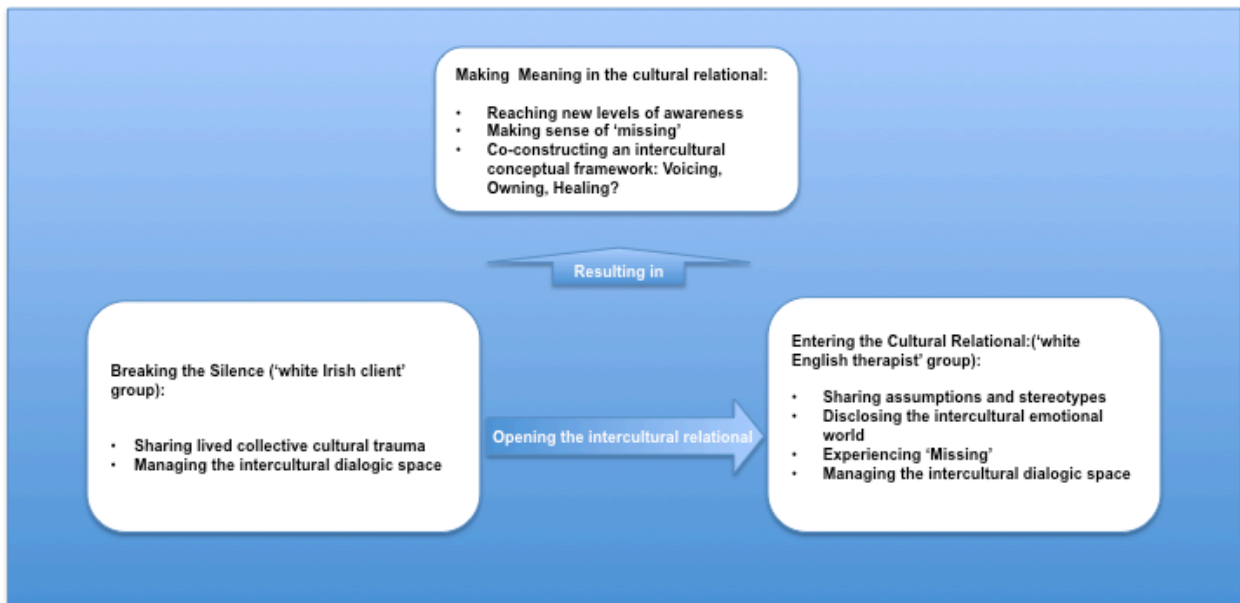 Making  Meaning in the cultural relational:
• Reaching new levels of awareness
• Making sense of ‘missing’
• Co-constructing an intercultural
conceptual framework: Voicing,
Owning, Healing?
Resulting in
Breaking the Silence (‘white Irish client’
group):
• Sharing lived collective cultural trauma
• Managing the intercultural dialogic space
Opening the intercultural relational
Entering the Cultural Relational:(‘white
English therapist’ group):
• Sharing assumptions and stereotypes
• Disclosing the intercultural emotional
world
• Experiencing ‘Missing’
• Managing the intercultural dialogic space